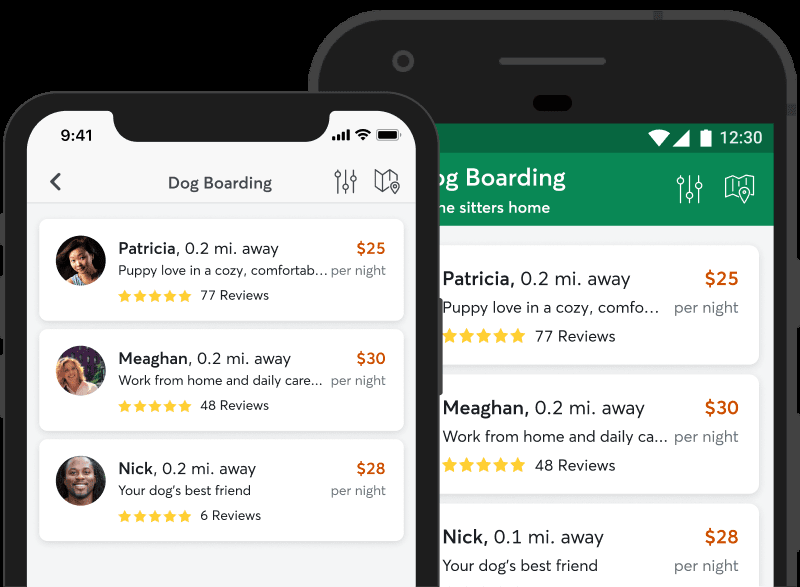 9:41
Dog Boarding
Patricia, 0.2 mi. away $25
Puppy love in a cozy, comfortab... per night
77 Reviews
Meaghan, 0.2 mi. away $30
Work from home and daily care... per night
48 Reviews
Nick, 0.2 mi. away $28
Your dog's best friend per night
6 Reviews
12:30
og Boarding
he sitters home
Patricia, 0.2 mi. away $25
Puppy love in a cozy, comfo... per night
77 Reviews
Meaghan, 0.2 mi. away $30
Work from home and daily ca... per night
48 Reviews
Nick, 0.1 mi. away $28
Your dog's best friend per night